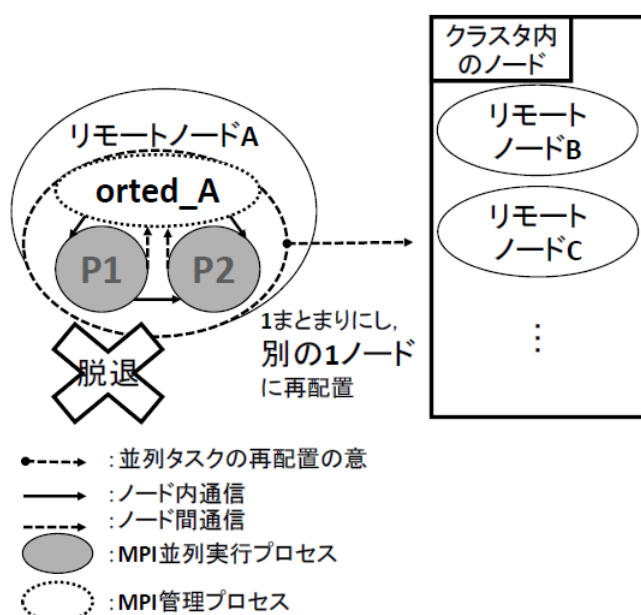 クラスタ内
のノード
リモートノードA
リモート
ノードB
orted_A
リモート
ノードC
P1
P2
1まとまりにし,
別の1ノード
に再配置
⋮
脱退
:並列タスクの再配置の意
:ノード内通信
:ノード間通信
:MPI並列実行プロセス
:MPI管理プロセス